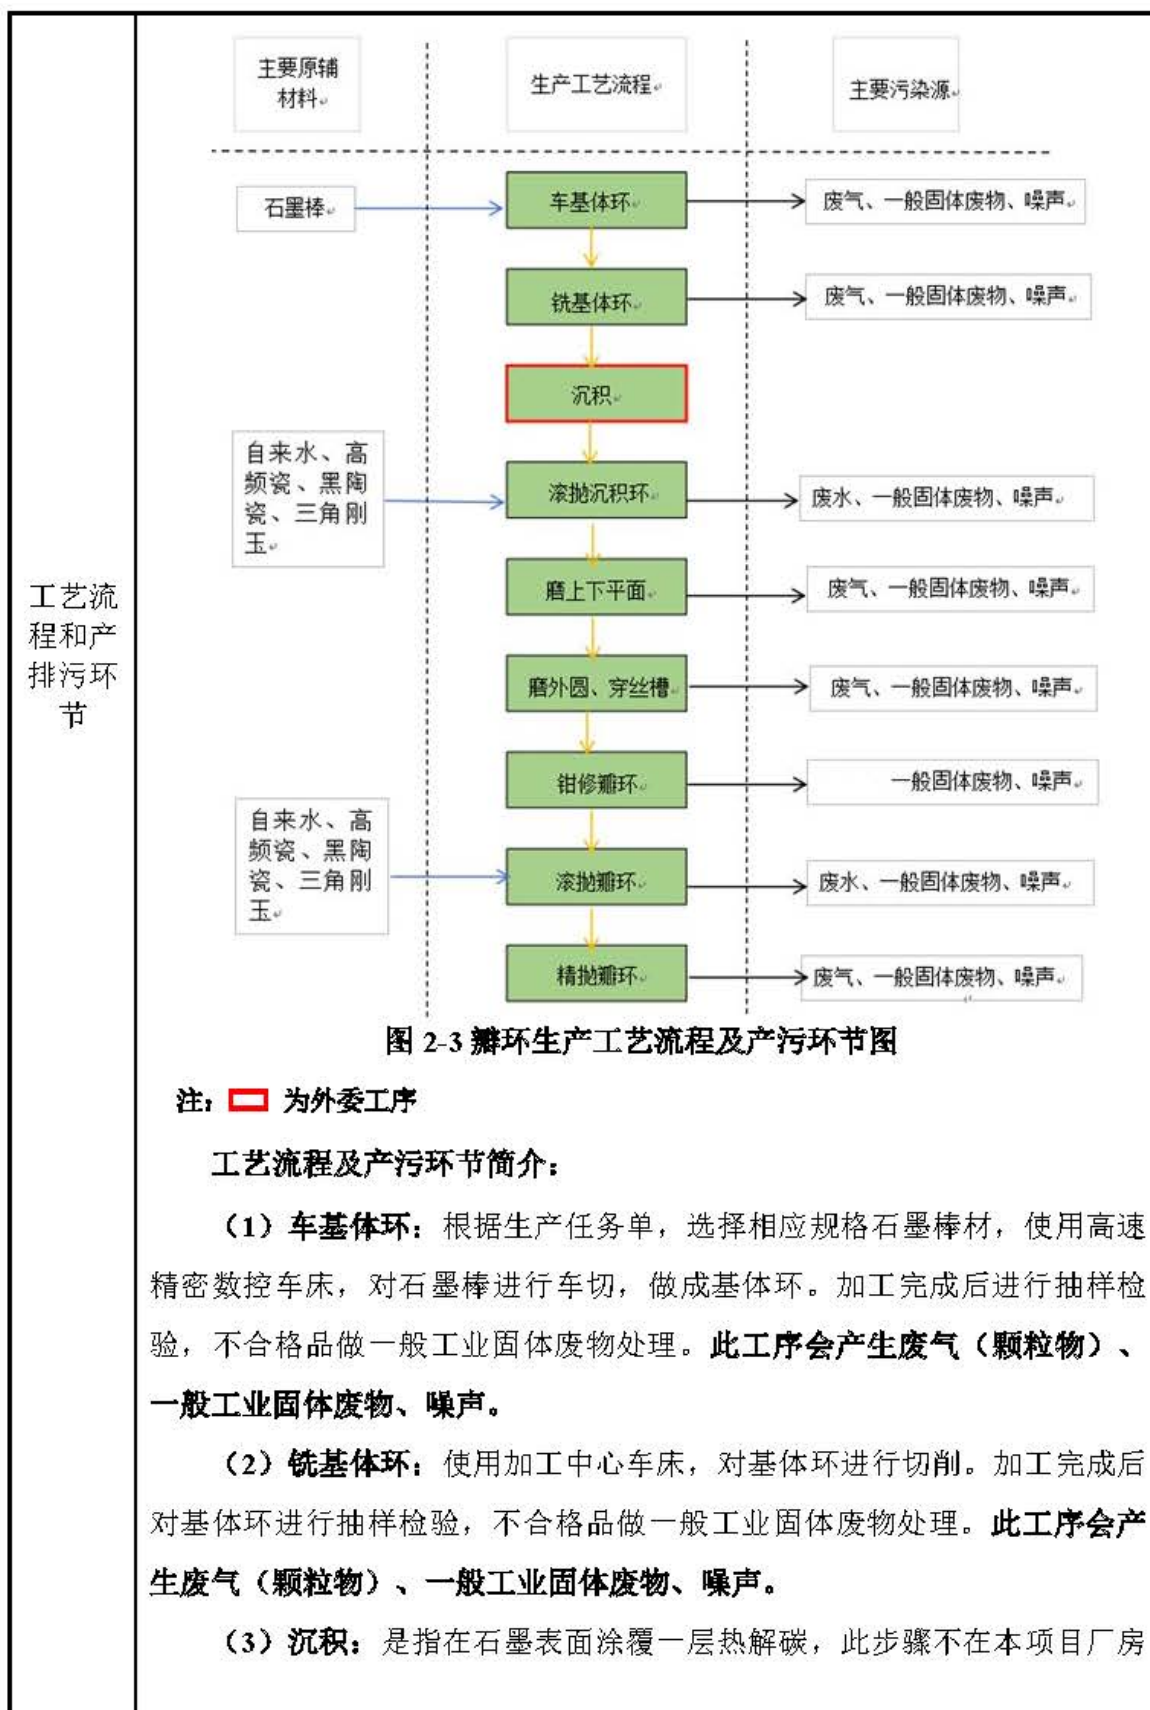 工艺流
程和产
排污环
节
主要原辅
材料
生产工艺流程
主要污染源
石墨棒
车基体环
废气、一般固体废物、噪声
铣基体环
废气、一般固体废物、噪声
沉积
自来水、高
频瓷、黑陶
瓷、三角刚
玉
滚抛沉积环
废水、一般固体废物、噪声
磨上下平面
废气、一般固体废物、噪声
磨外圆、穿丝槽
废气、一般固体废物、噪声
钳修瓣环
一般固体废物、噪声
自来水、高
频瓷、黑陶
瓷、三角刚
玉
滚抛瓣环
废水、一般固体废物、噪声
精抛瓣环
废气、一般固体废物、噪声
图 2-3 瓣环生产工艺流程及产污环节图
注： 为外委工序
工艺流程及产污环节简介：
（1）车基体环：根据生产任务单，选择相应规格石墨棒材，使用高速
精密数控车床，对石墨棒进行车切，做成基体环。加工完成后进行抽样检
验，不合格品做一般工业固体废物处理。此工序会产生废气（颗粒物）、
一般工业固体废物、噪声。
（2）铣基体环：使用加工中心车床，对基体环进行切削。加工完成后
对基体环进行抽样检验，不合格品做一般工业固体废物处理。此工序会产
生废气（颗粒物）、一般工业固体废物、噪声。
（3）沉积：是指在石墨表面涂覆一层热解碳，此步骤不在本项目厂房